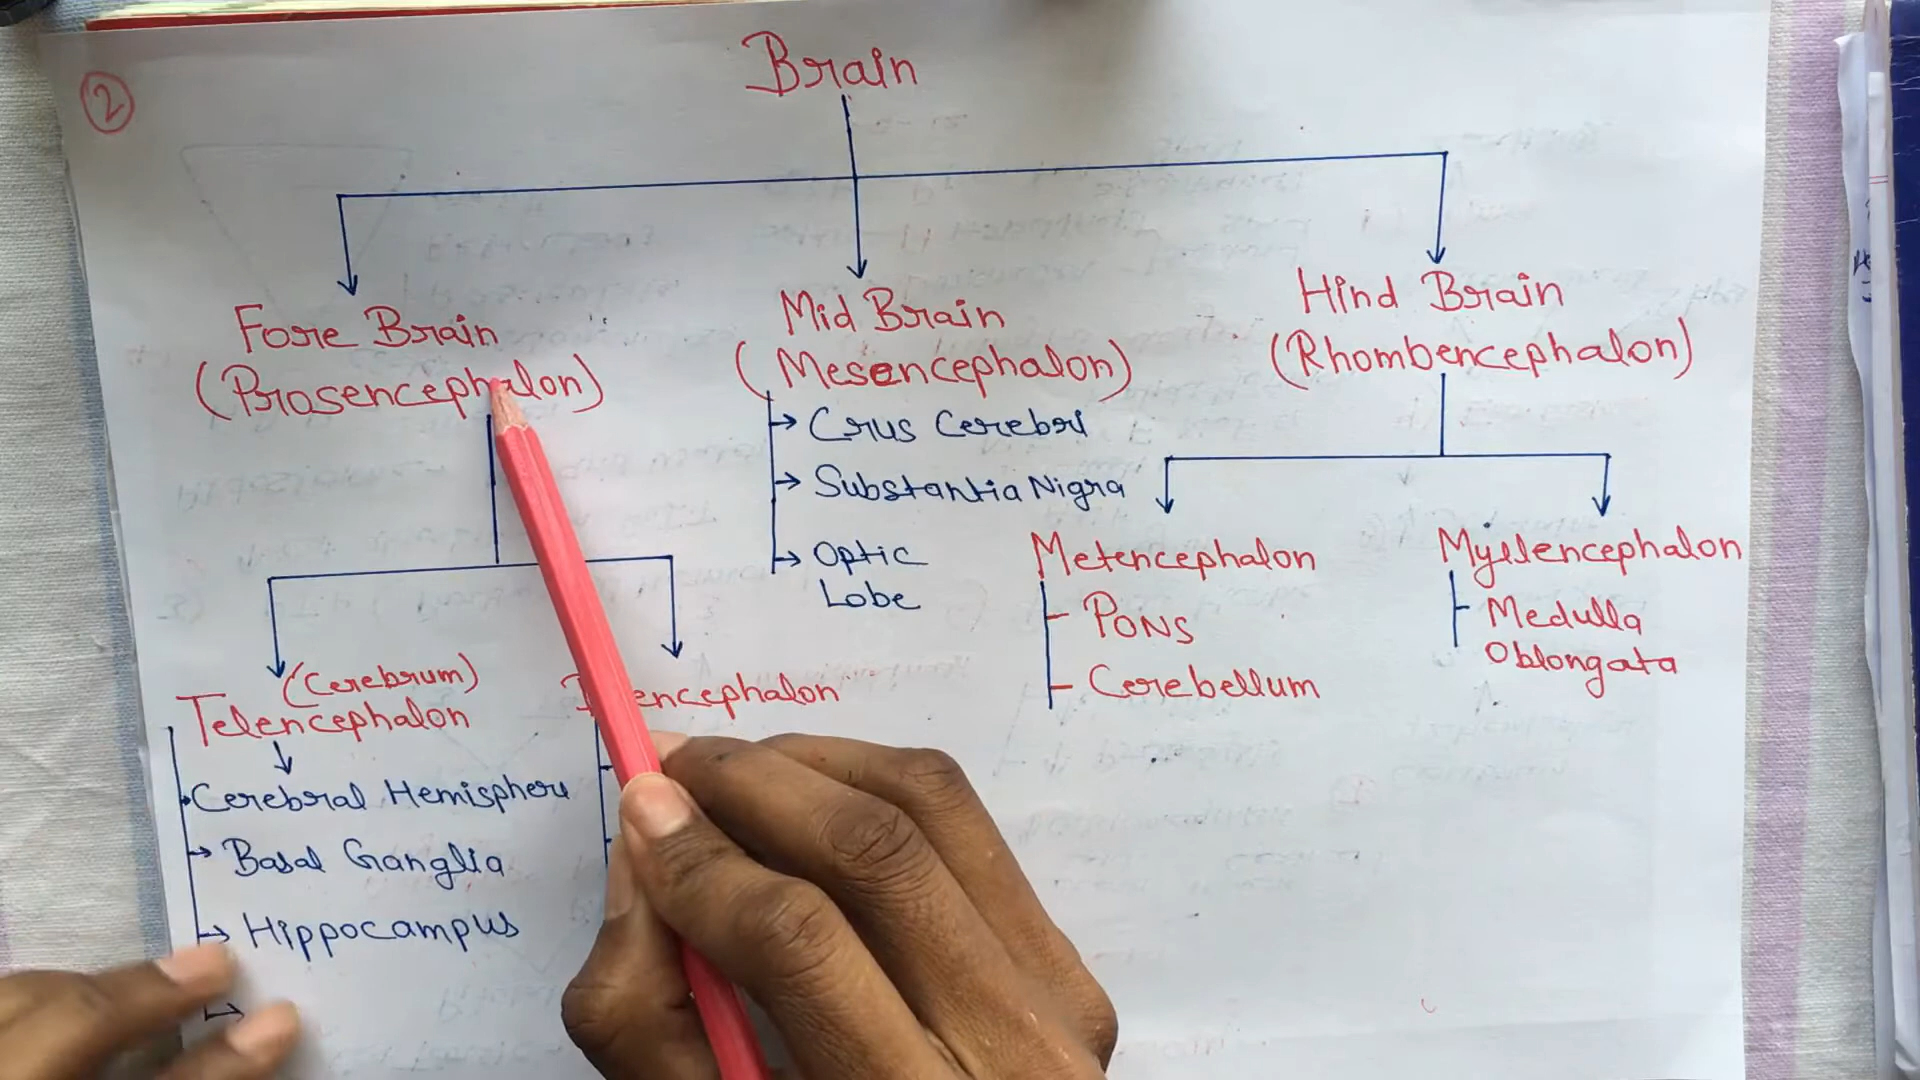 2
Brain
Fore Brain
(Prosencephalon)
Mid Brain
(Mesencephalon)
Crus Cerebri
Substantia Nigra
Optic
Lobe
Hind Brain
(Rhombencephalon)
Metencephalon
PONS
Cerebellum
Myelencephalon
Medulla
Oblongata
(Cerebrum)
Telencephalon
Cerebral Hemisphere
Basal Ganglia
Hippocampus
encephalon